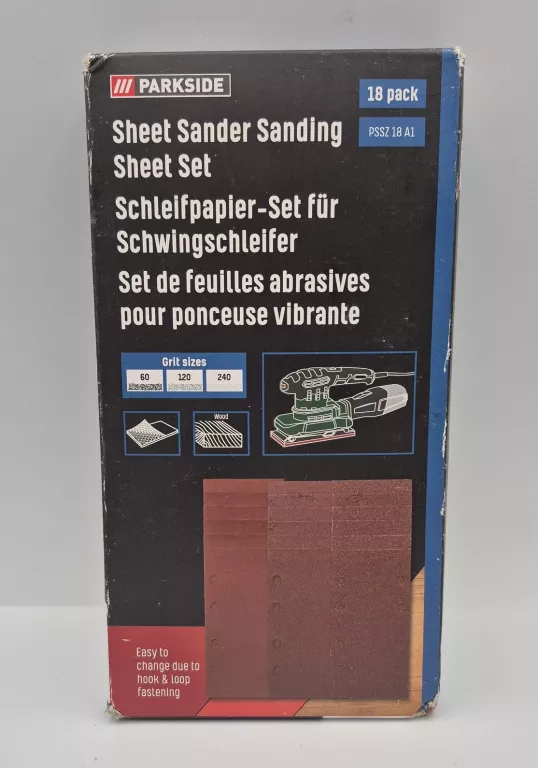 PARKSIDE
18 pack
PSSZ 18 A1
Sheet Sander Sanding
Sheet Set
Schleifpapier-Set für
Schwingschleifer
Set de feuilles abrasives
pour ponceuse vibrante
Grit sizes
60 120 240
Wood
Easy to
change due to
hook & loop
fastening